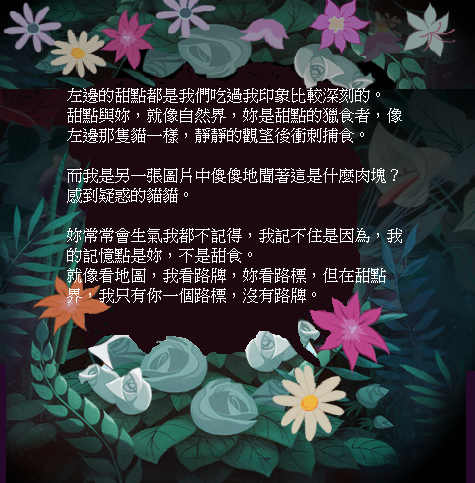 左邊的甜點都是我們吃過我印象比較深刻的。
甜點與妳，就像自然界，妳是甜點的獵食者，像
左邊那隻貓一樣，靜靜的觀望後衝刺捕食。
而我是另一張圖片中傻傻地聞著這是什麼肉塊？
感到疑惑的貓貓。
妳常常會生氣我都不記得，我記不住是因為，我
的記憶點是妳，不是甜食。
就像看地圖，我看路牌，妳看路標，但在甜點
界，我只有你一個路標，沒有路牌。